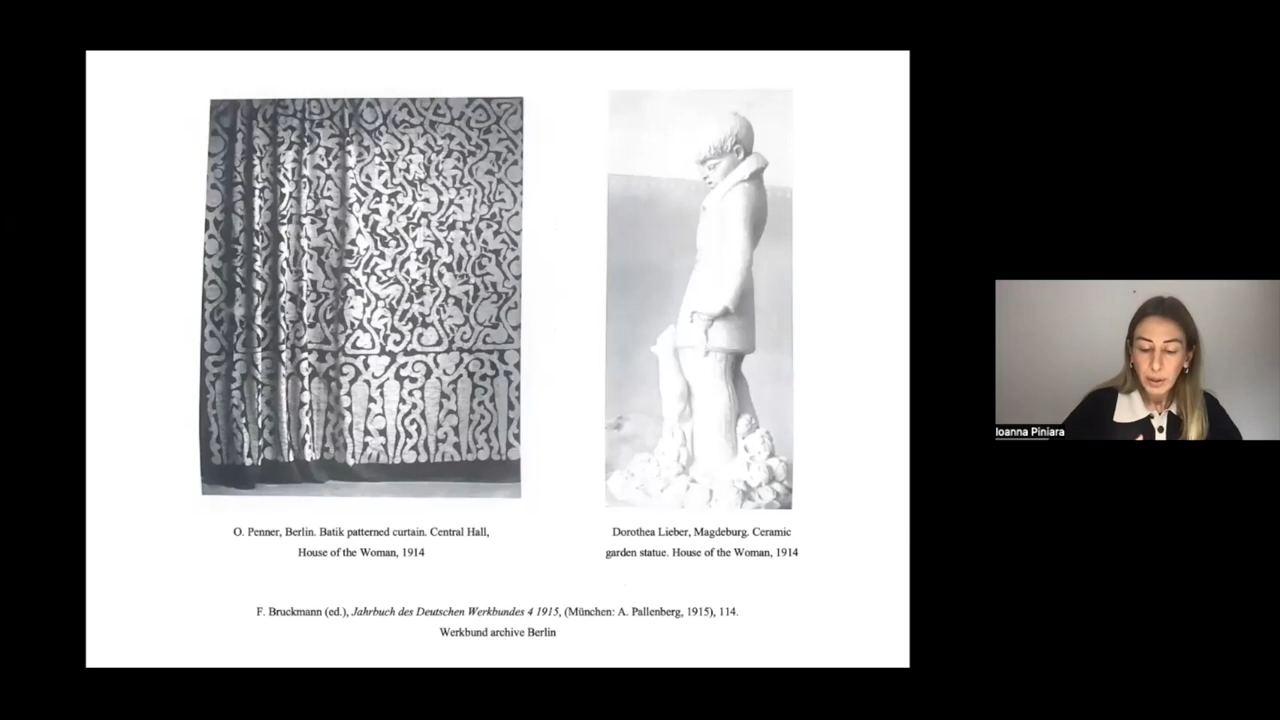 O. Penner, Berlin. Batik patterned curtain. Central Hall,
House of the Woman, 1914
Dorothea Lieber, Magdeburg. Ceramic
garden statue. House of the Woman, 1914
F. Bruckmann (ed.), Jahrbuch des Deutschen Werkbundes 4 1915, (München: A. Pallenberg, 1915), 114.
Werkbund archive Berlin
Ioanna Piniara